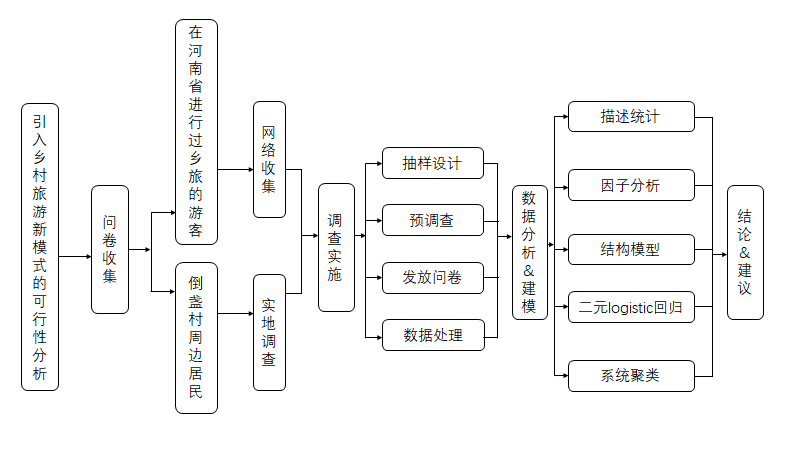 引入乡村旅游新模式的可行性分析
问卷收集
在河南省进行过乡旅的游客
倒盏村周边居民
网络收集
实地调查
调查实施
抽样设计
预调查
发放问卷
数据处理
数据分析&建模
描述统计
因子分析
结构模型
二元logistic回归
系统聚类
结论&建议